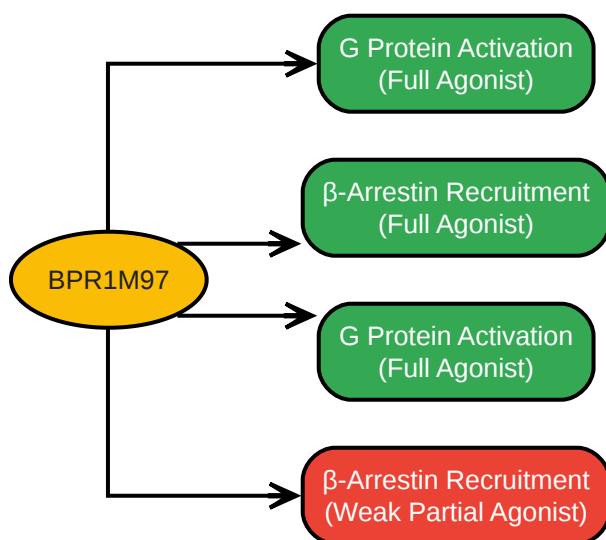 G Protein Activation
(Full Agonist)
β-Arrestin Recruitment
(Full Agonist)
BPR1M97
G Protein Activation
(Full Agonist)
β-Arrestin Recruitment
(Weak Partial Agonist)